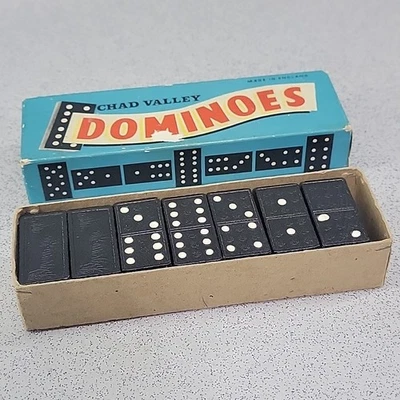 MADE IN ENGLAND
CHAD VALLEY
DOMINOES